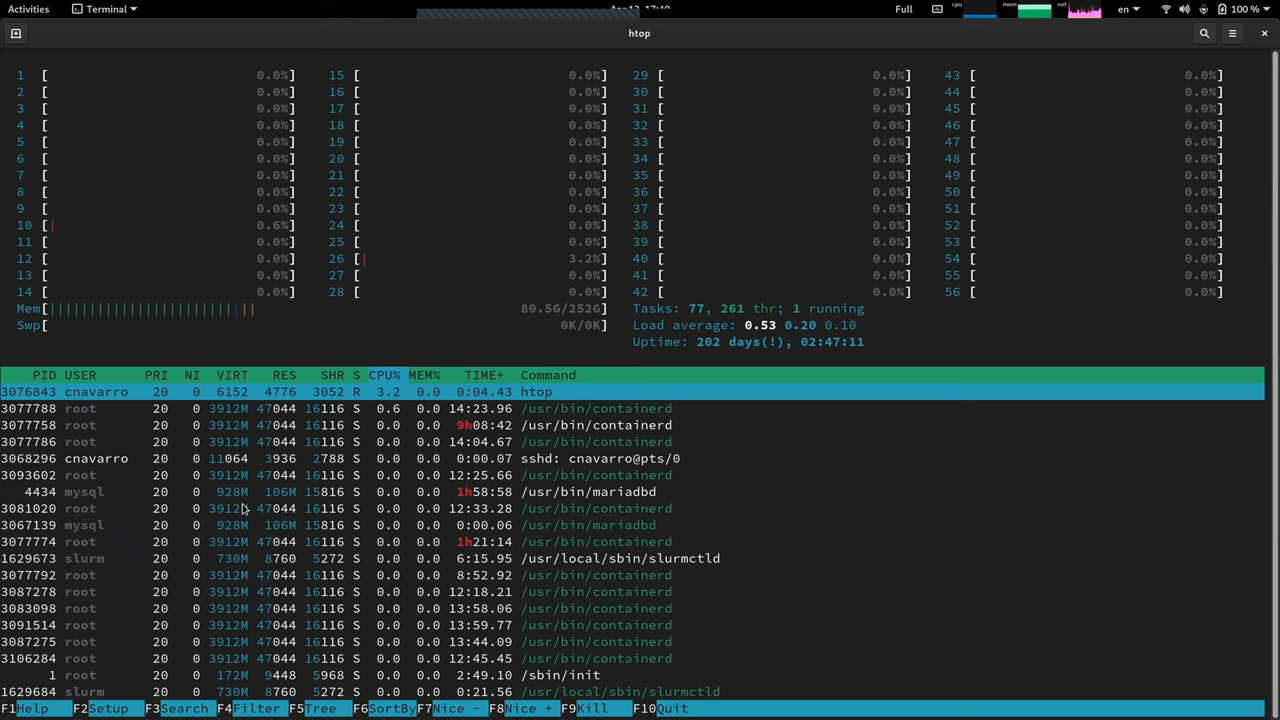 Activities Terminal Full cpu mem net en 100 %
htop
1 [ 0.0%] 15 [ 0.0%] 29 [ 0.0%] 43 [ 0.0%]
2 [ 0.0%] 16 [ 0.0%] 30 [ 0.0%] 44 [ 0.0%]
3 [ 0.0%] 17 [ 0.0%] 31 [ 0.0%] 45 [ 0.0%]
4 [ 0.0%] 18 [ 0.0%] 32 [ 0.0%] 46 [ 0.0%]
5 [ 0.0%] 19 [ 0.0%] 33 [ 0.0%] 47 [ 0.0%]
6 [ 0.0%] 20 [ 0.0%] 34 [ 0.0%] 48 [ 0.0%]
7 [ 0.0%] 21 [ 0.0%] 35 [ 0.0%] 49 [ 0.0%]
8 [ 0.0%] 22 [ 0.0%] 36 [ 0.0%] 50 [ 0.0%]
9 [ 0.0%] 23 [ 0.0%] 37 [ 0.0%] 51 [ 0.0%]
10 [| 0.6%] 24 [ 0.0%] 38 [ 0.0%] 52 [ 0.0%]
11 [ 0.0%] 25 [ 0.0%] 39 [ 0.0%] 53 [ 0.0%]
12 [ 0.0%] 26 [| 3.2%] 40 [ 0.0%] 54 [ 0.0%]
13 [ 0.0%] 27 [ 0.0%] 41 [ 0.0%] 55 [ 0.0%]
14 [ 0.0%] 28 [ 0.0%] 42 [ 0.0%] 56 [ 0.0%]
Mem[||||||||||||||||||||||||||| 80.5G/252G] Tasks: 77, 261 thr; 1 running
Swp[ 0K/0K] Load average: 0.53 0.20 0.10
Uptime: 202 days(!), 02:47:11
PID USER PRI NI VIRT RES SHR S CPU% MEM% TIME+ Command
3076843 cnavarro 20 0 6152 4776 3052 R 3.2 0.0 0:04.43 htop
3077788 root 20 0 3912M 47044 16116 S 0.6 0.0 14:23.96 /usr/bin/containerd
3077758 root 20 0 3912M 47044 16116 S 0.0 0.0 9h08:42 /usr/bin/containerd
3077786 root 20 0 3912M 47044 16116 S 0.0 0.0 14:04.67 /usr/bin/containerd
3068296 cnavarro 20 0 11064 3936 2788 S 0.0 0.0 0:00.07 sshd: cnavarro@pts/0
3093602 root 20 0 3912M 47044 16116 S 0.0 0.0 12:25.66 /usr/bin/containerd
4434 mysql 20 0 928M 106M 15816 S 0.0 0.0 1h58:58 /usr/bin/mariadbd
3081020 root 20 0 3912M 47044 16116 S 0.0 0.0 12:33.28 /usr/bin/containerd
3067139 mysql 20 0 928M 106M 15816 S 0.0 0.0 0:00.06 /usr/bin/mariadbd
3077774 root 20 0 3912M 47044 16116 S 0.0 0.0 1h21:14 /usr/bin/containerd
1629673 slurm 20 0 730M 8760 5272 S 0.0 0.0 6:15.95 /usr/local/sbin/slurmctld
3077792 root 20 0 3912M 47044 16116 S 0.0 0.0 8:52.92 /usr/bin/containerd
3087278 root 20 0 3912M 47044 16116 S 0.0 0.0 12:18.21 /usr/bin/containerd
3083098 root 20 0 3912M 47044 16116 S 0.0 0.0 13:58.06 /usr/bin/containerd
3091514 root 20 0 3912M 47044 16116 S 0.0 0.0 13:59.77 /usr/bin/containerd
3087275 root 20 0 3912M 47044 16116 S 0.0 0.0 13:44.09 /usr/bin/containerd
3106284 root 20 0 3912M 47044 16116 S 0.0 0.0 12:45.45 /usr/bin/containerd
1 root 20 0 172M 9448 5968 S 0.0 0.0 2:49.10 /sbin/init
1629684 slurm 20 0 730M 8760 5272 S 0.0 0.0 0:21.56 /usr/local/sbin/slurmctld
F1Help F2Setup F3Search F4Filter F5Tree F6SortBy F7Nice - F8Nice + F9Kill F10Quit